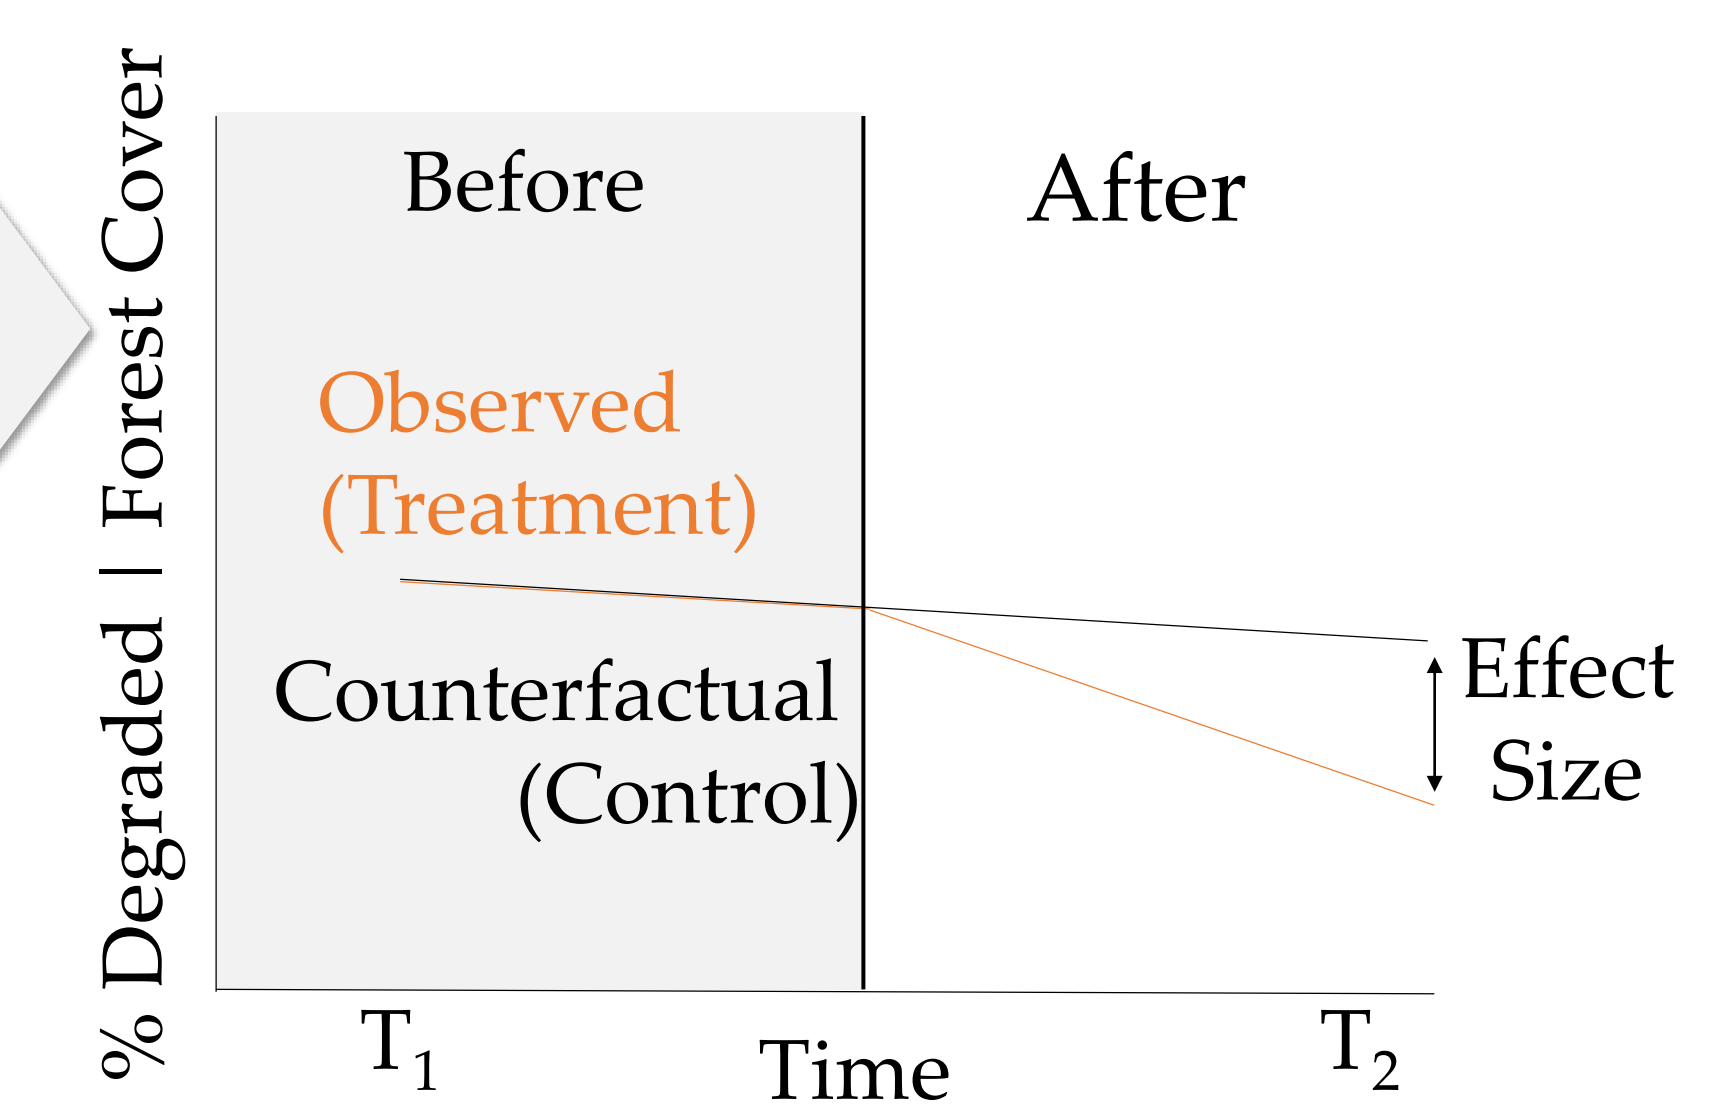 % Degraded | Forest Cover
Before
After
Observed
(Treatment)
Counterfactual
(Control)
Effect
Size
T₁
Time
T₂